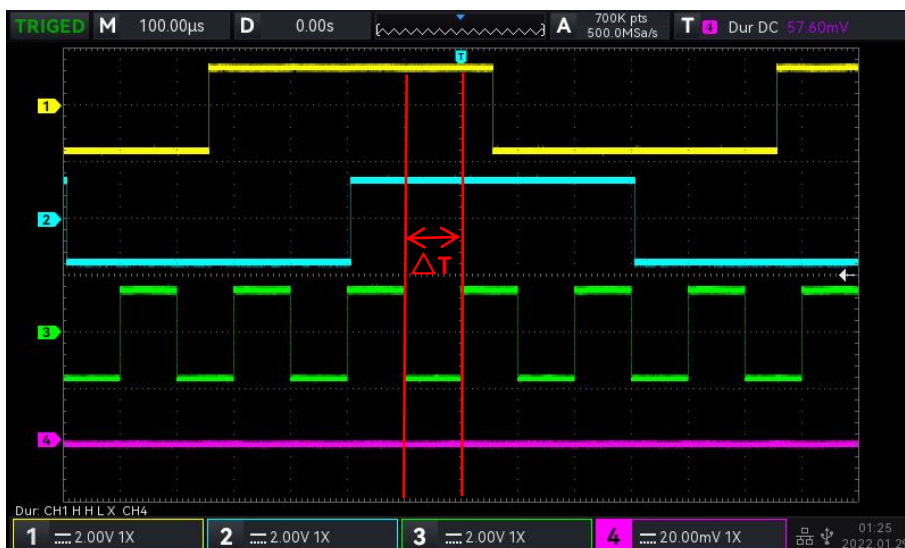 TRIGED M 100.00µs D 0.00s A 700K pts 500.0MSa/s T 4 Dur DC 57.60mV
T
1
2
△T
3
4
Dur: CH1 H H L X CH4
1 2.00V 1X 2 2.00V 1X 3 2.00V 1X 4 20.00mV 1X 01:25
2022.01.29